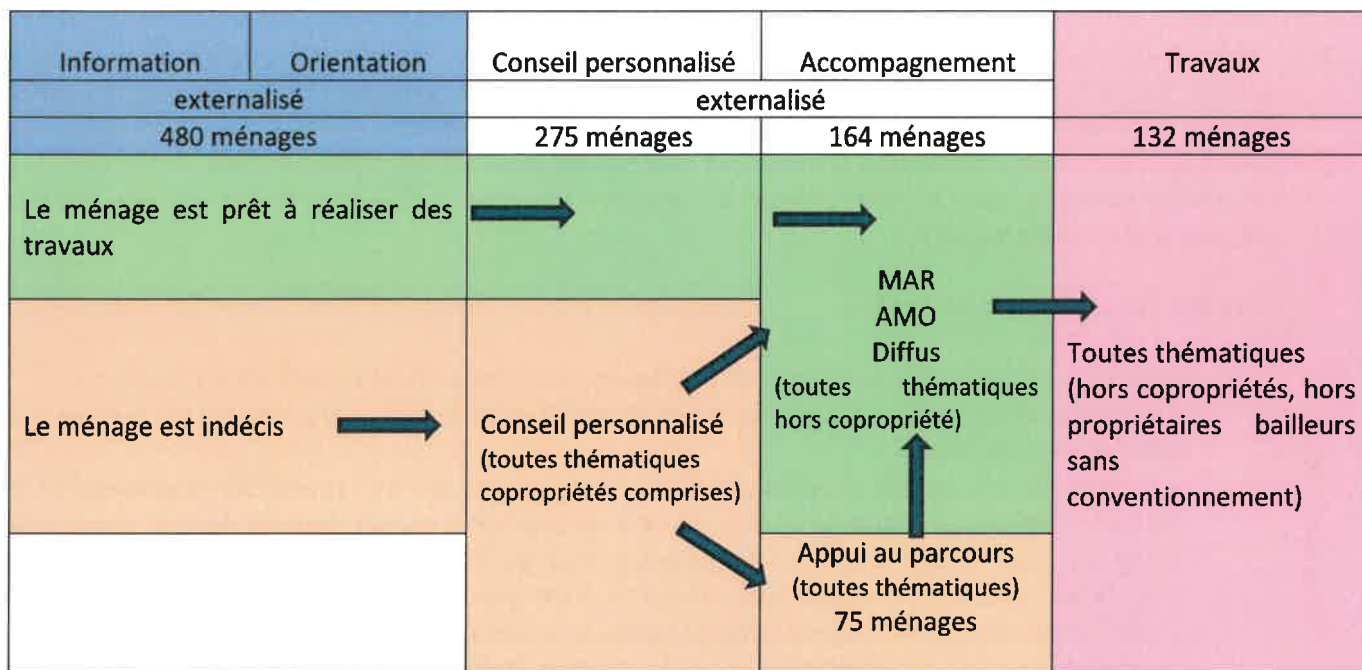 Information Orientation Conseil personnalisé Accompagnement Travaux
externalisé externalisé
480 ménages 275 ménages 164 ménages 132 ménages
Le ménage est prêt à réaliser des
travaux
MAR
AMO
Diffus
(toutes thématiques
hors copropriété)
Le ménage est indécis
Conseil personnalisé
(toutes thématiques
copropriétés comprises)
Appui au parcours
(toutes thématiques)
75 ménages
Toutes thématiques
(hors copropriétés, hors
propriétaires bailleurs
sans
conventionnement)